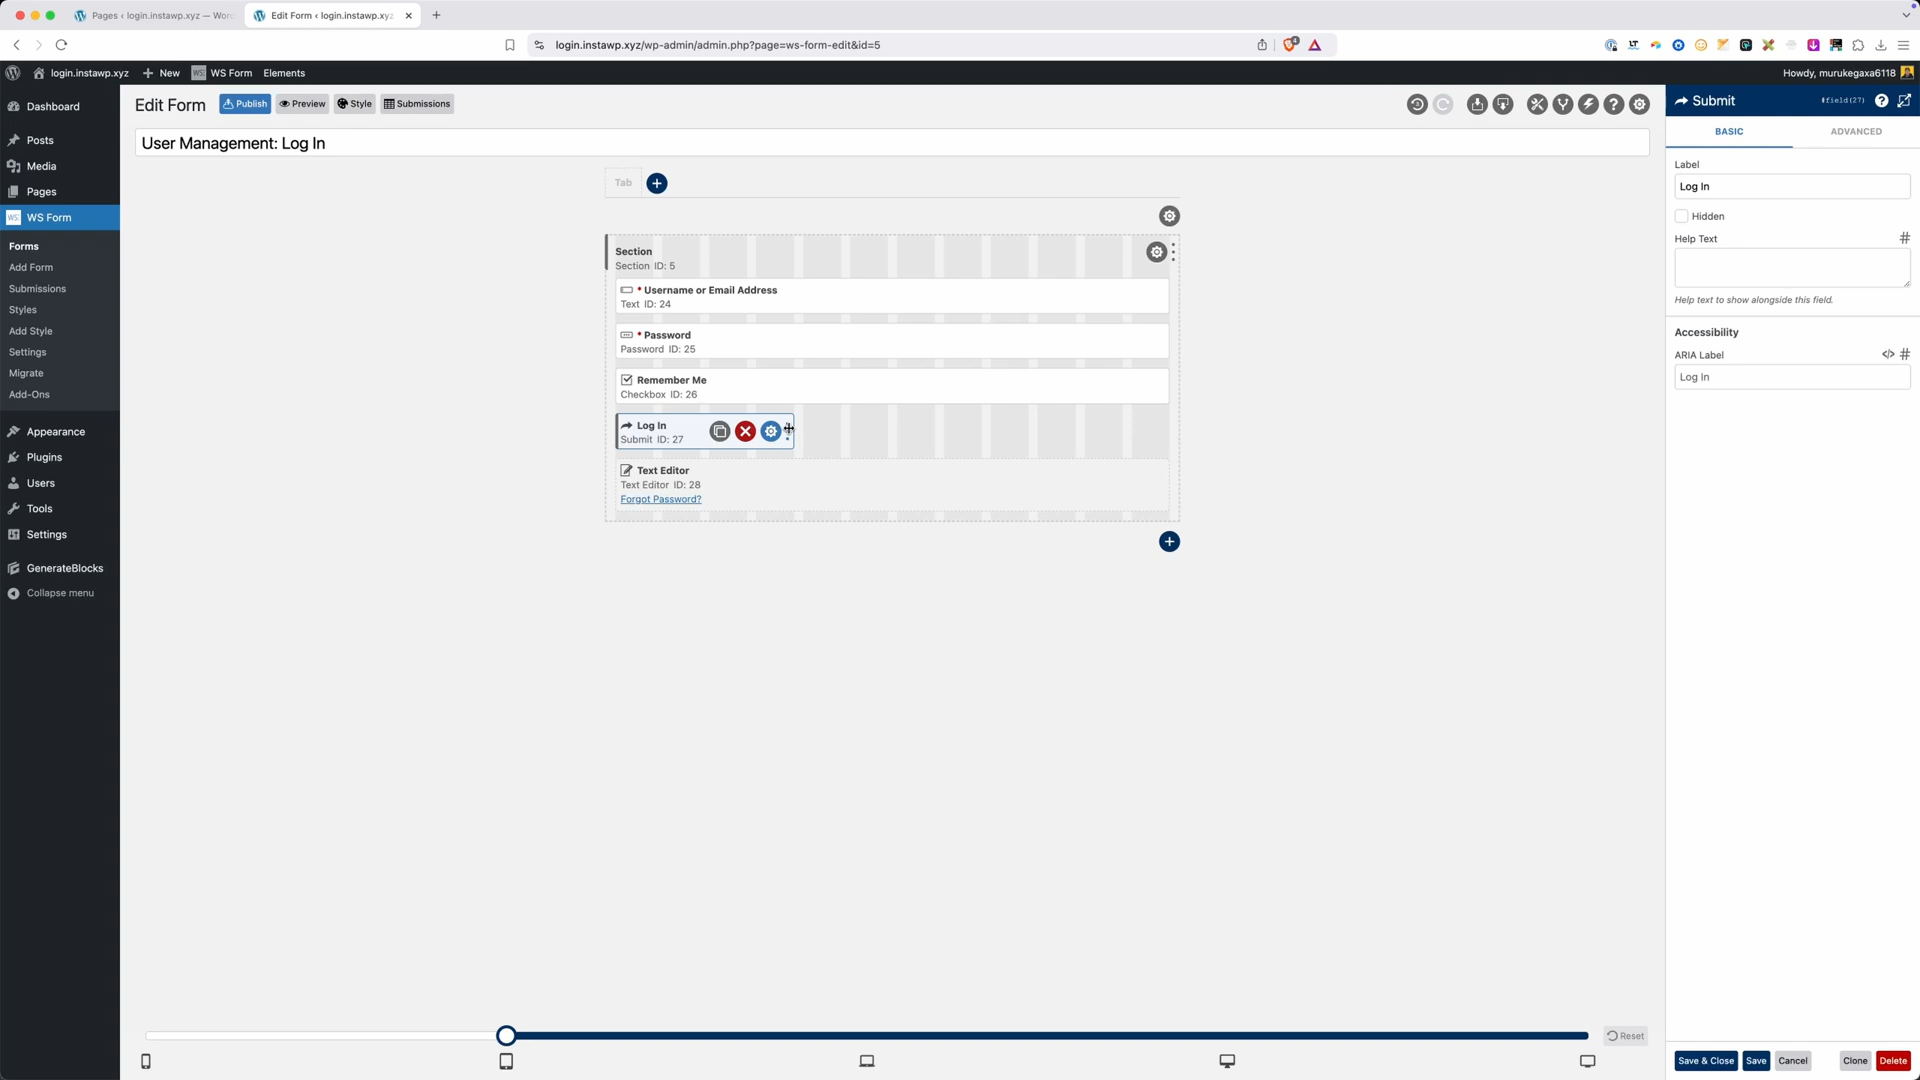 Pages ‹ login.instawp.xyz — Wor
Edit Form ‹ login.instawp.xyz
login.instawp.xyz/wp-admin/admin.php?page=ws-form-edit&id=5
login.instawp.xyz
New
WS Form
Elements
Howdy, murukegaxa6118
Dashboard
Posts
Media
Pages
WS Form
Forms
Add Form
Submissions
Styles
Add Style
Settings
Migrate
Add-Ons
Appearance
Plugins
Users
Tools
Settings
GenerateBlocks
Collapse menu
Edit Form
Publish
Preview
Style
Submissions
User Management: Log In
Tab
Section
Section ID: 5
* Username or Email Address
Text ID: 24
* Password
Password ID: 25
Remember Me
Checkbox ID: 26
Log In
Submit ID: 27
Text Editor
Text Editor ID: 28
Forgot Password?
Reset
Submit
#field(27)
BASIC
ADVANCED
Label
Log In
Hidden
Help Text
#
Help text to show alongside this field.
Accessibility
ARIA Label
</> #
Log In
Save & Close
Save
Cancel
Clone
Delete